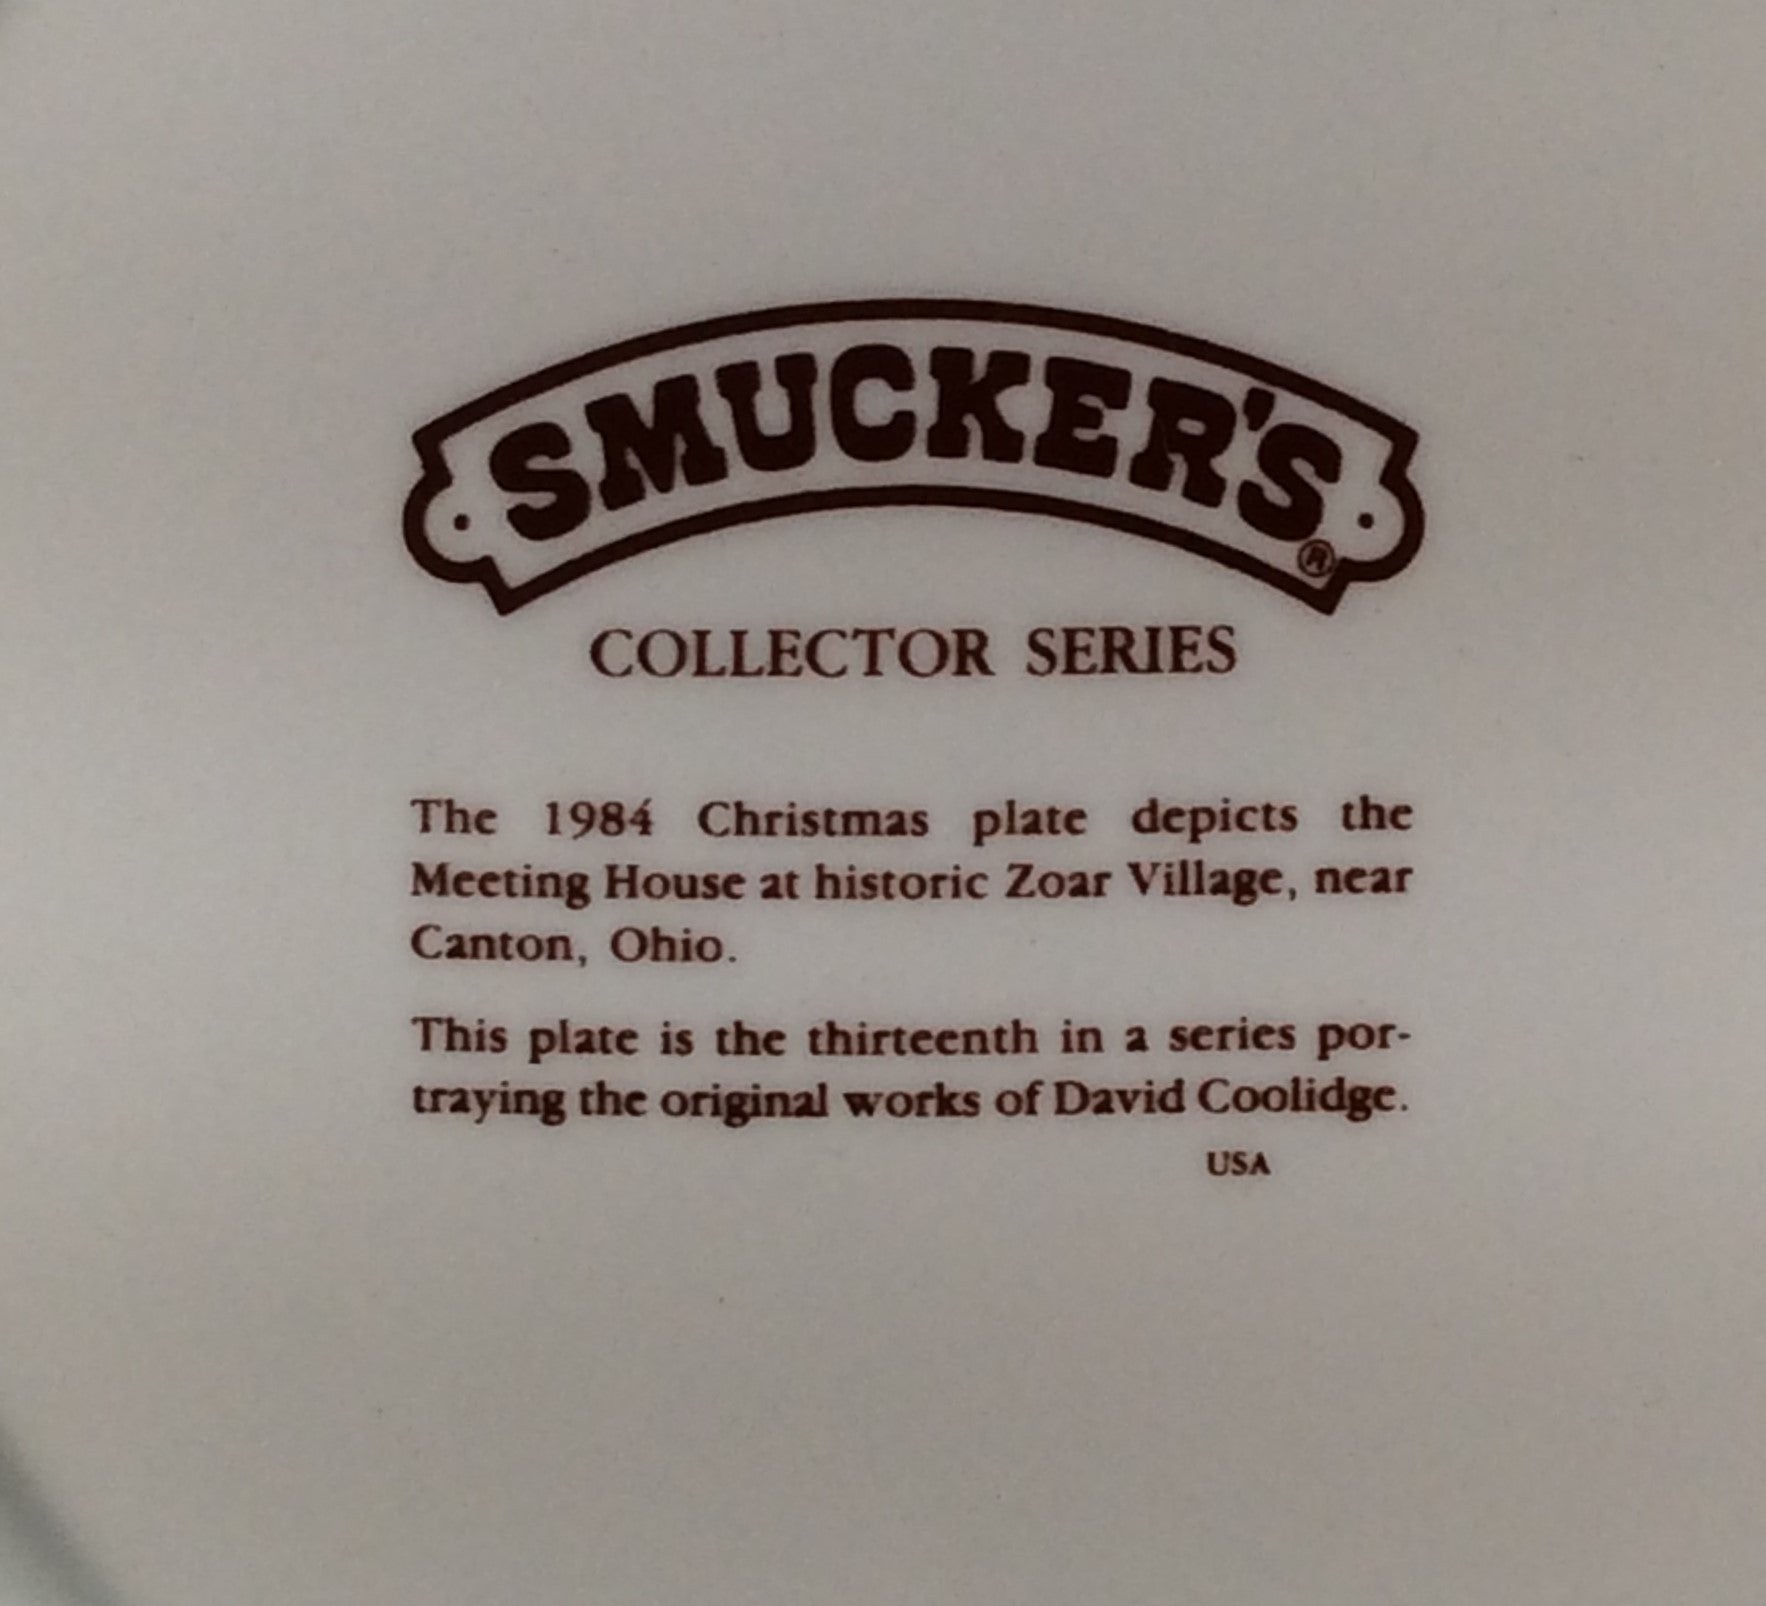 SMUCKER'S®
COLLECTOR SERIES
The 1984 Christmas plate depicts the
Meeting House at historic Zoar Village, near
Canton, Ohio.
This plate is the thirteenth in a series por-
traying the original works of David Coolidge.
USA